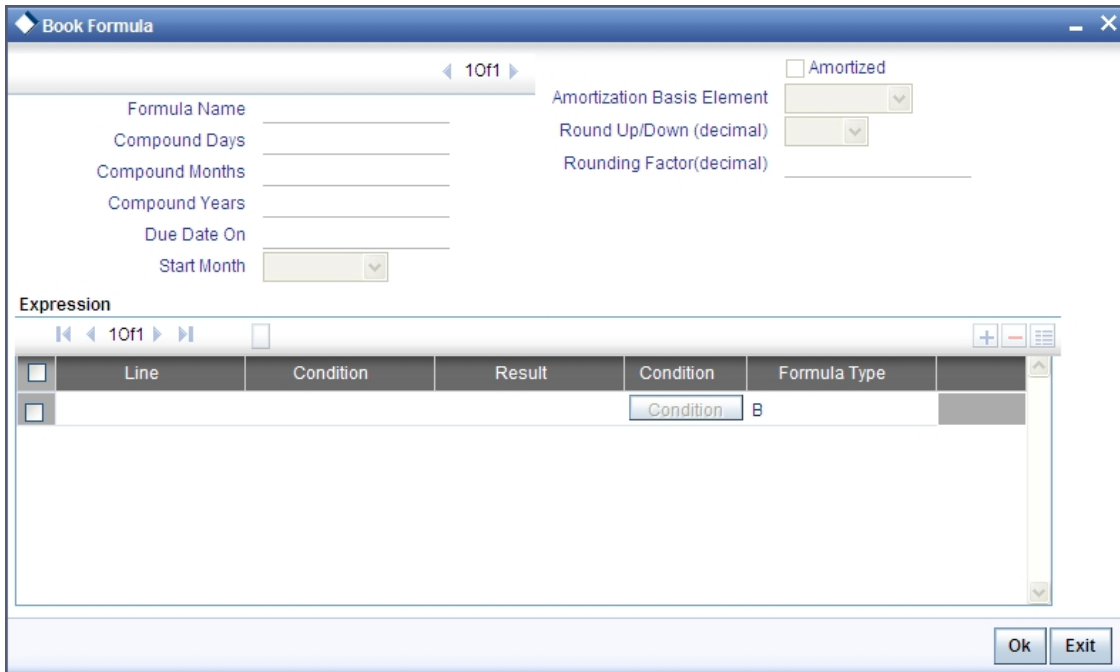 Book Formula
1Of1
Formula Name
Compound Days
Compound Months
Compound Years
Due Date On
Start Month
Amortized
Amortization Basis Element
Round Up/Down (decimal)
Rounding Factor(decimal)
Expression
1Of1
Line Condition Result Condition Formula Type
Condition B
Ok Exit